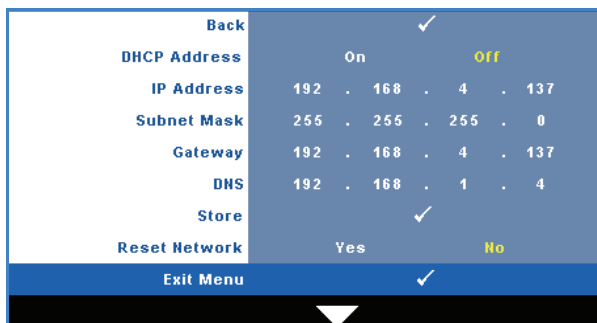 Back ✓
DHCP Address On Off
IP Address 192 . 168 . 4 . 137
Subnet Mask 255 . 255 . 255 . 0
Gateway 192 . 168 . 4 . 137
DNS 192 . 168 . 1 . 4
Store ✓
Reset Network Yes No
Exit Menu ✓